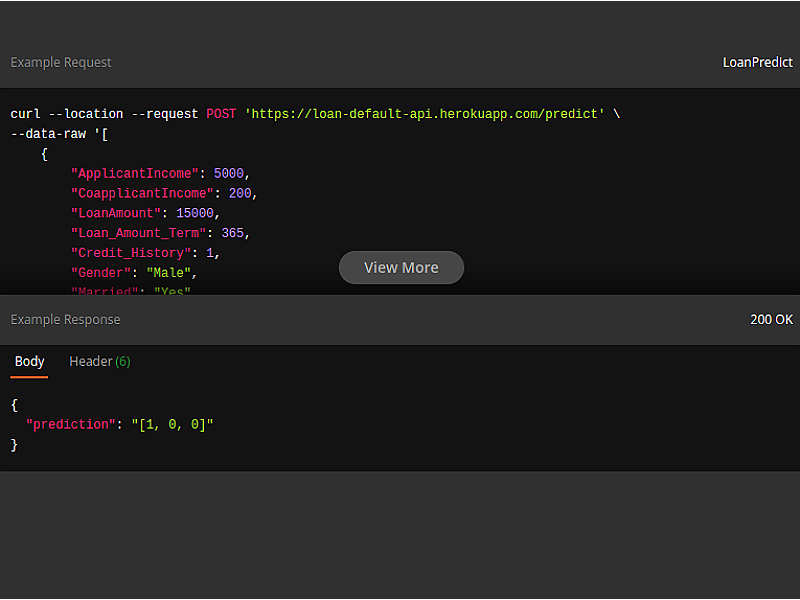 Example Request LoanPredict
curl --location --request POST 'https://loan-default-api.herokuapp.com/predict' \
--data-raw '[
    {
        "ApplicantIncome": 5000,
        "CoapplicantIncome": 200,
        "LoanAmount": 15000,
        "Loan_Amount_Term": 365,
        "Credit_History": 1,
        "Gender": "Male",
        "Married": "Yes"
View More
Example Response 200 OK
Body Header (6)
{
  "prediction": "[1, 0, 0]"
}